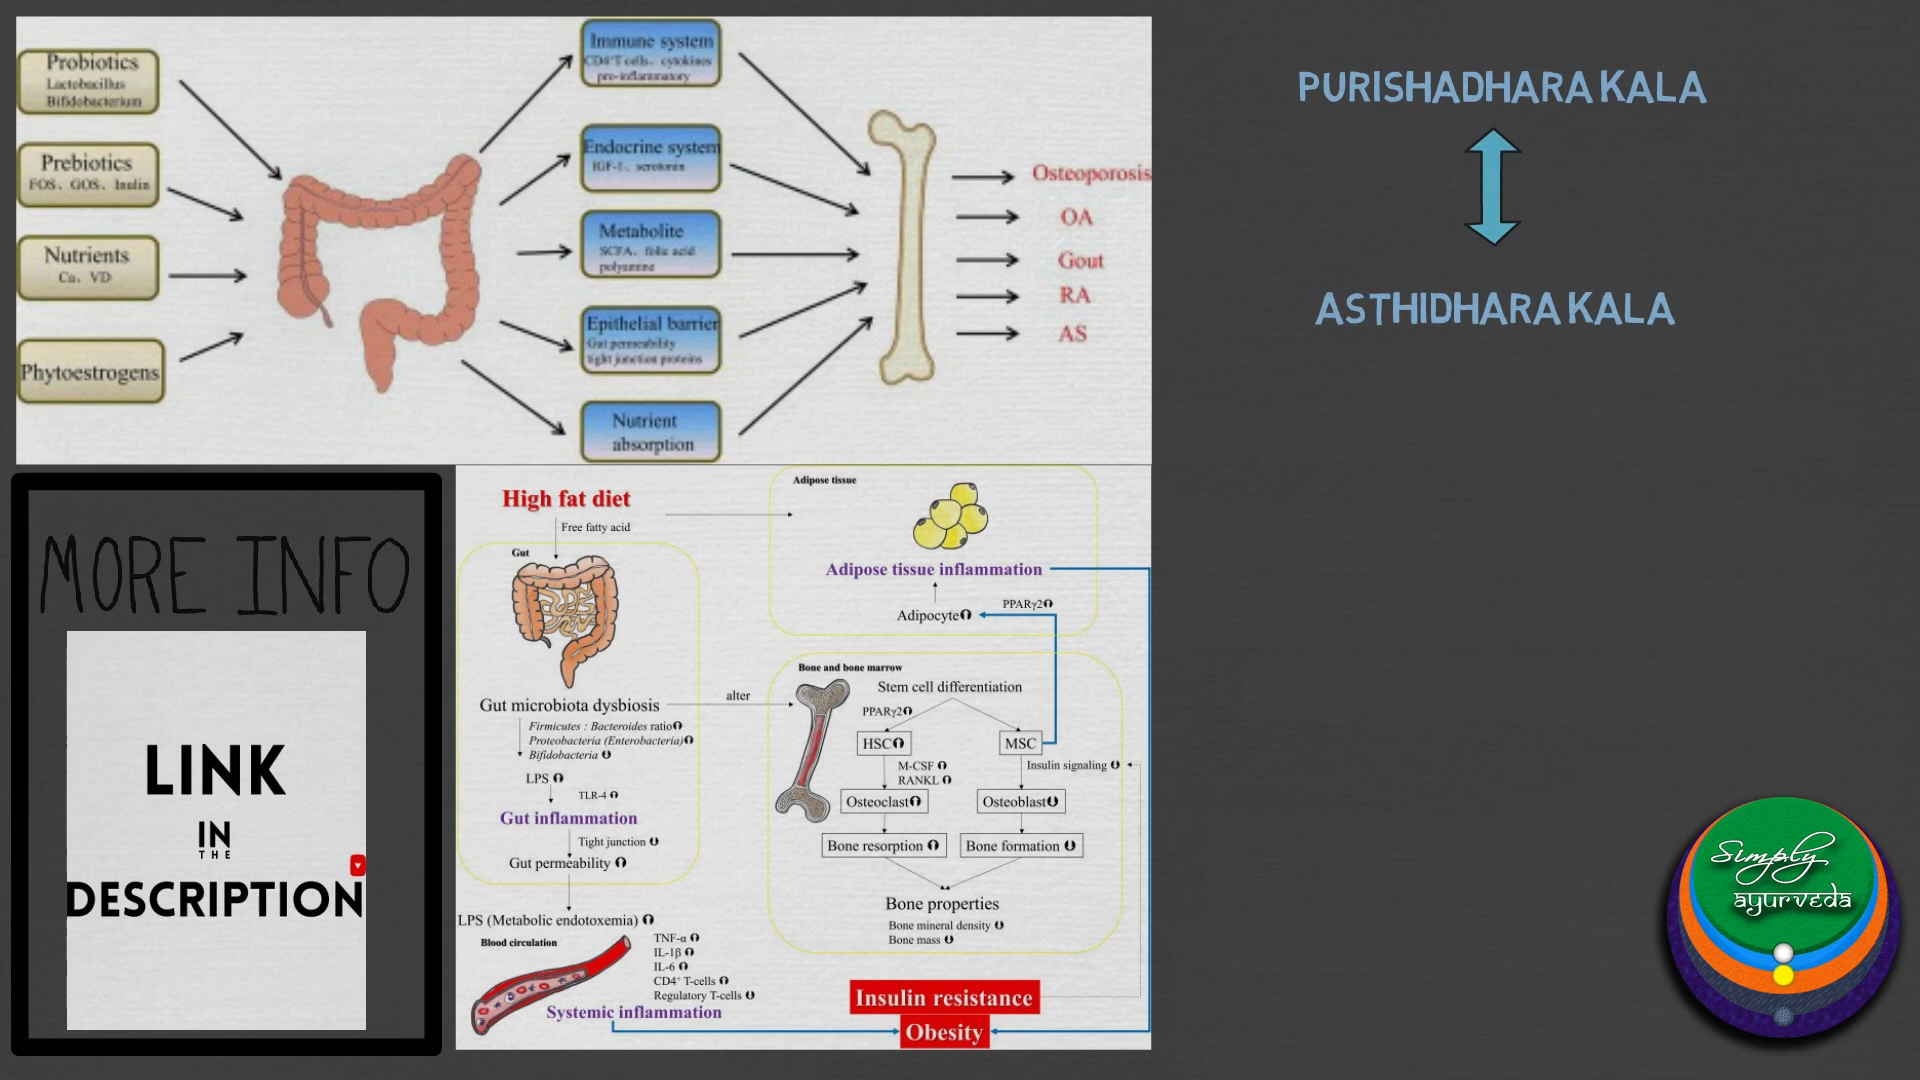 Probiotics
Lactobacillus
Bifidobacterium
Prebiotics
FOS、GOS、Inulin
Nutrients
Ca、VD
Phytoestrogens
Immune system
CD4+T cells、cytokines
pro-inflammatory
Endocrine system
IGF-1、serotonin
Metabolite
SCFA、folic acid
polyamine
Epithelial barrier
Gut permeability
tight junction proteins
Nutrient
absorption
Osteoporosis
OA
Gout
RA
AS
PURISHADHARA KALA
ASTHIDHARA KALA
MORE INFO
LINK
IN
THE
DESCRIPTION
High fat diet
Free fatty acid
Gut
Gut microbiota dysbiosis
Firmicutes : Bacteroides ratio
Proteobacteria (Enterobacteria)
Bifidobacteria
LPS
TLR-4
Gut inflammation
Tight junction
Gut permeability
LPS (Metabolic endotoxemia)
Blood circulation
TNF-α
IL-1β
IL-6
CD4+ T-cells
Regulatory T-cells
Systemic inflammation
alter
Adipose tissue
Adipose tissue inflammation
PPARγ2
Adipocyte
Bone and bone marrow
Stem cell differentiation
PPARγ2
HSC
MSC
M-CSF
RANKL
Insulin signaling
Osteoclast
Osteoblast
Bone resorption
Bone formation
Bone properties
Bone mineral density
Bone mass
Insulin resistance
Obesity
Simply
ayurveda